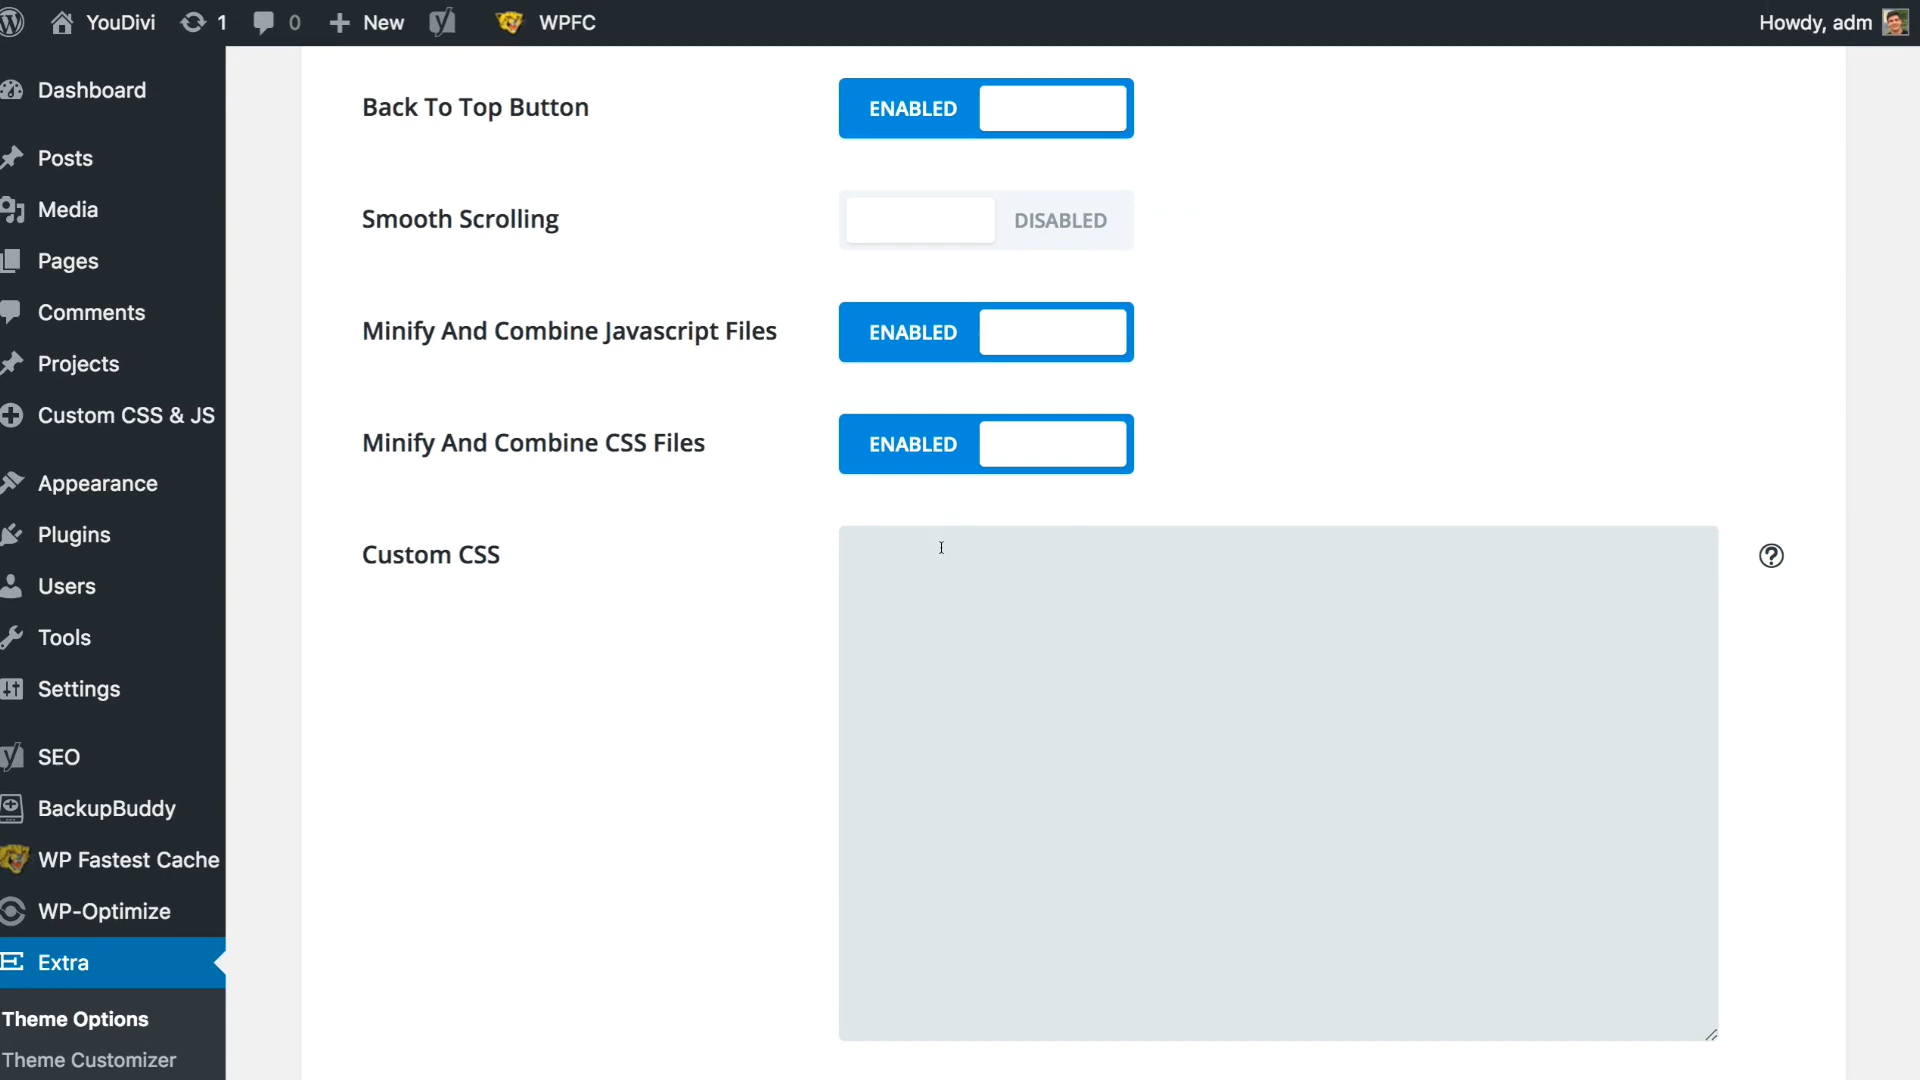 YouDivi 1 0 New WPFC Howdy, adm
Dashboard
Posts
Media
Pages
Comments
Projects
Custom CSS & JS
Appearance
Plugins
Users
Tools
Settings
SEO
BackupBuddy
WP Fastest Cache
WP-Optimize
Extra
Theme Options
Theme Customizer
Back To Top Button ENABLED
Smooth Scrolling DISABLED
Minify And Combine Javascript Files ENABLED
Minify And Combine CSS Files ENABLED
Custom CSS